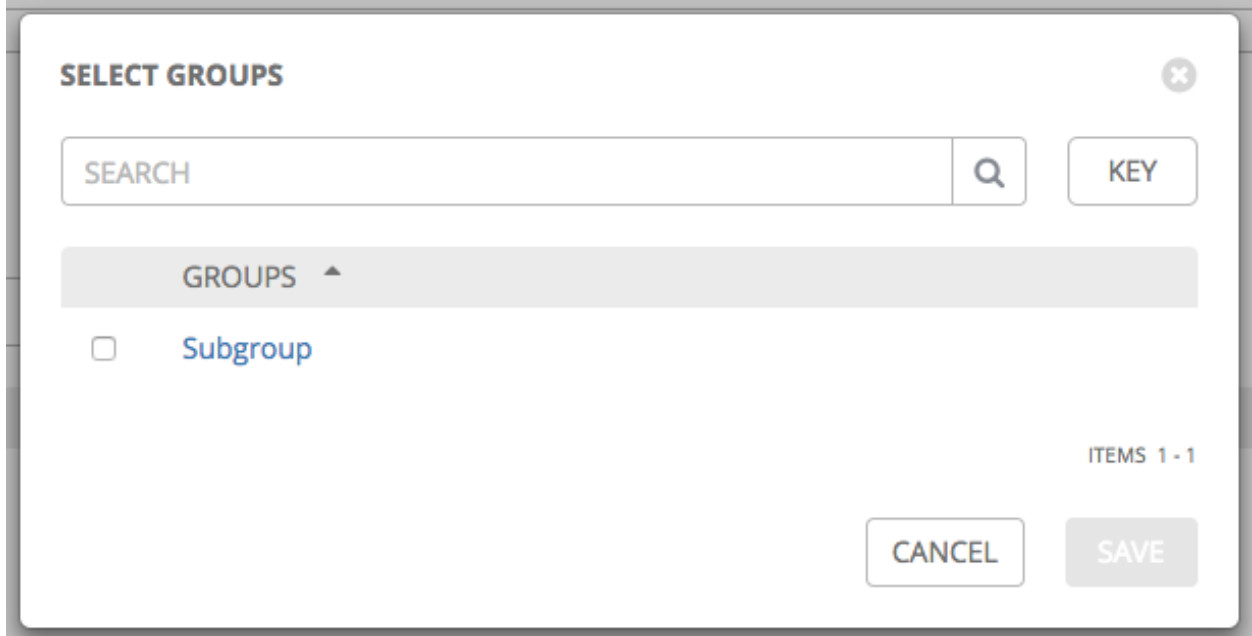 SELECT GROUPS
SEARCH
KEY
GROUPS
Subgroup
ITEMS 1 - 1
CANCEL
SAVE